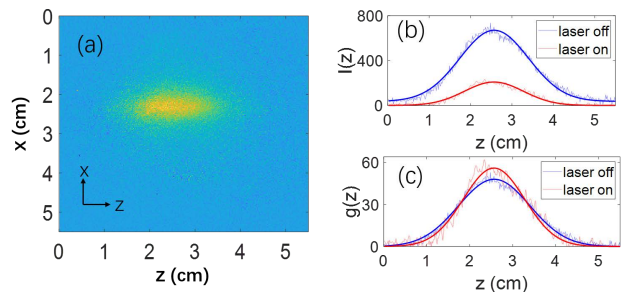 (a)
0
1
2
3
4
5
x (cm)
X
Z
0 1 2 3 4 5
z (cm)
(b)
800
400
0
I(z)
laser off
laser on
0 1 2 3 4 5
z (cm)
(c)
60
30
0
g(z)
laser off
laser on
0 1 2 3 4 5
z (cm)